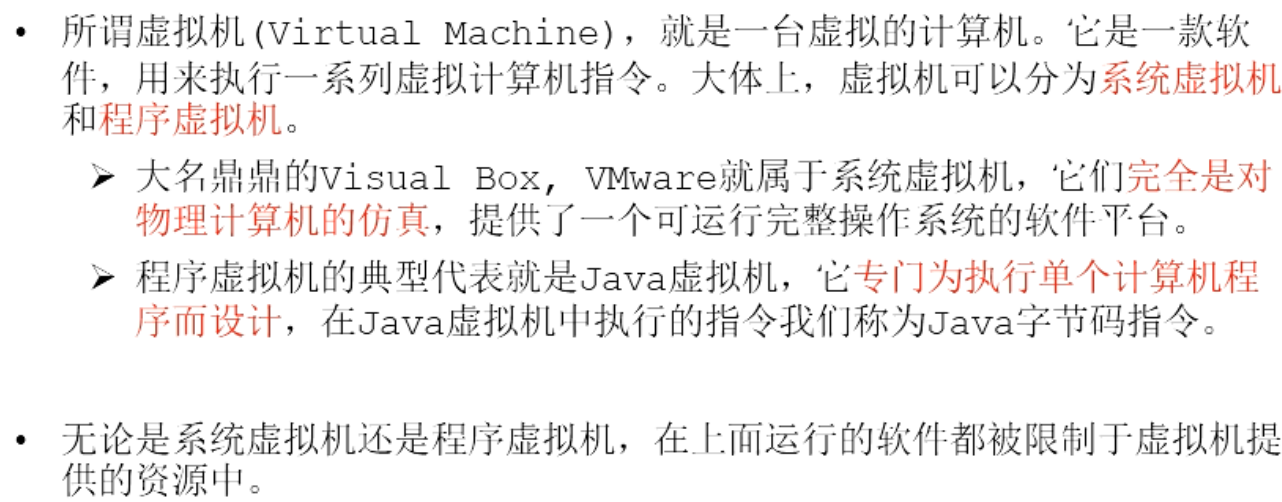 • 所谓虚拟机(Virtual Machine)，就是一台虚拟的计算机。它是一款软
件，用来执行一系列虚拟计算机指令。大体上，虚拟机可以分为系统虚拟机
和程序虚拟机。
➢ 大名鼎鼎的Visual Box, VMware就属于系统虚拟机，它们完全是对
物理计算机的仿真，提供了一个可运行完整操作系统的软件平台。
➢ 程序虚拟机的典型代表就是Java虚拟机，它专门为执行单个计算机程
序而设计，在Java虚拟机中执行的指令我们称为Java字节码指令。
• 无论是系统虚拟机还是程序虚拟机，在上面运行的软件都被限制于虚拟机提
供的资源中。